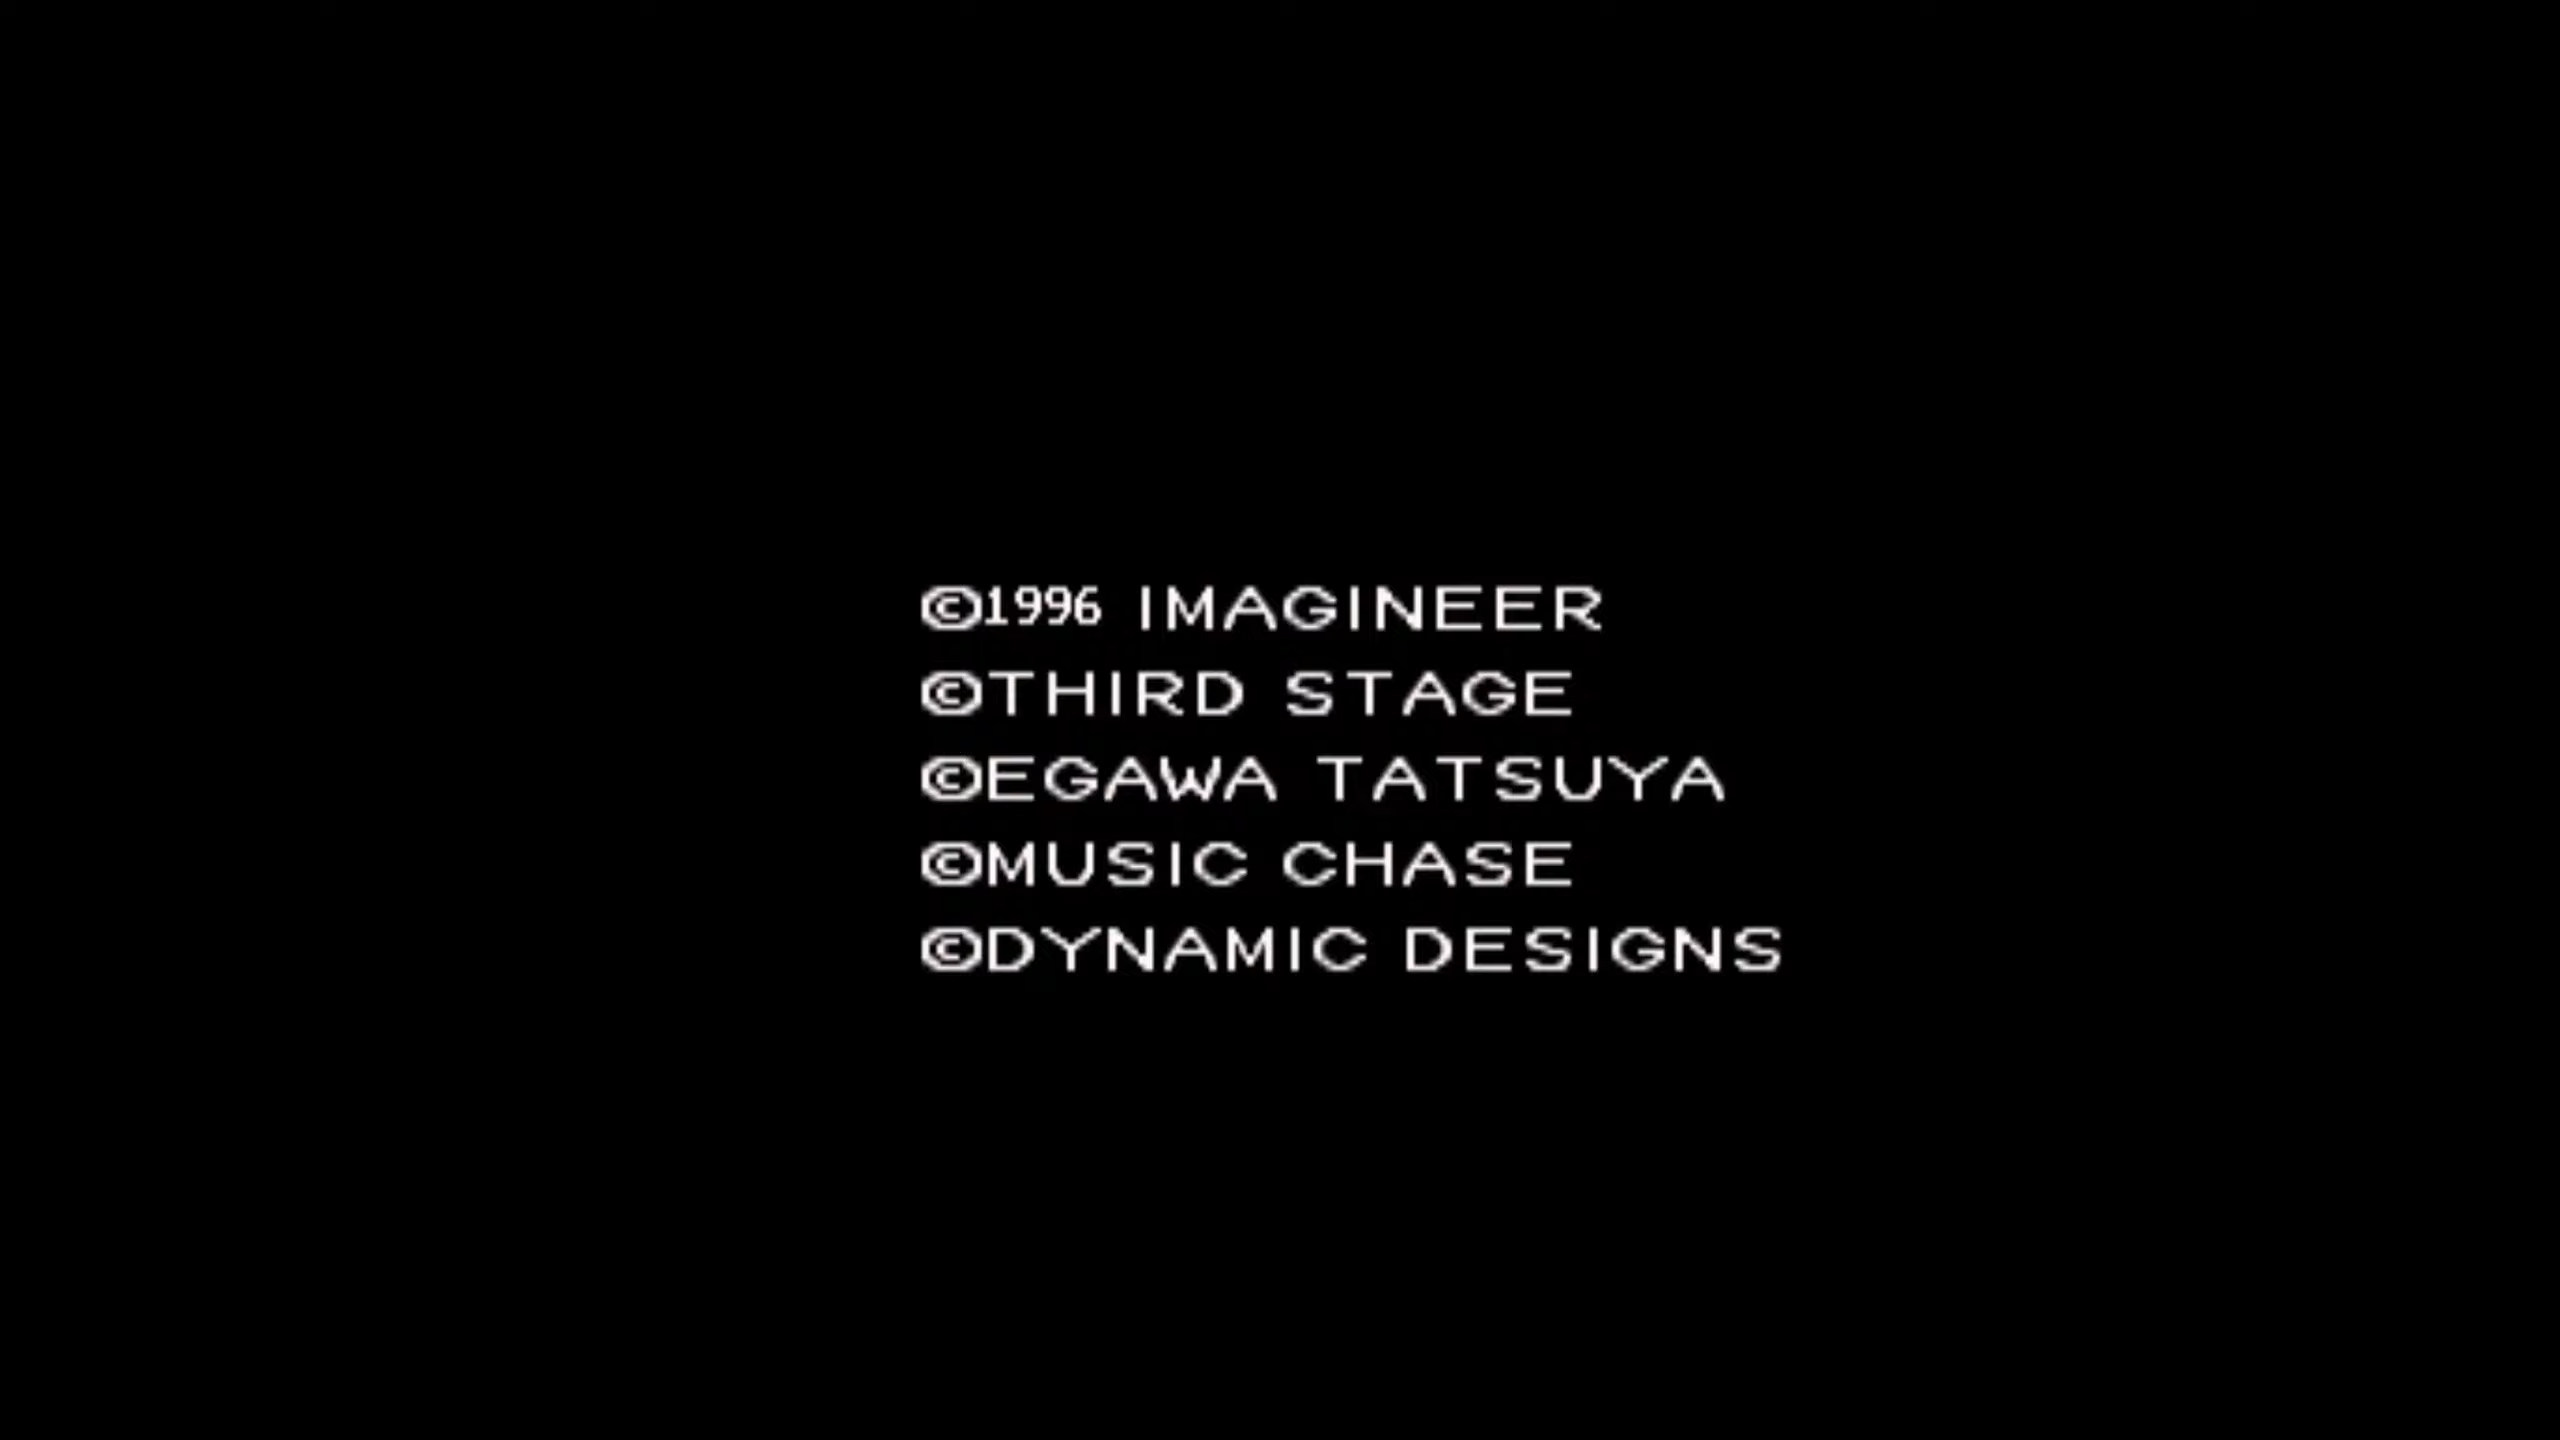 ©1996 IMAGINEER
©THIRD STAGE
©EGAWA TATSUYA
©MUSIC CHASE
©DYNAMIC DESIGNS